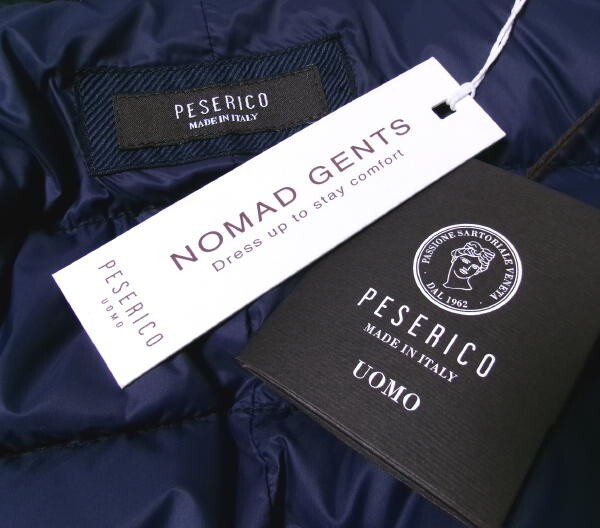 PESERICO
MADE IN ITALY
NOMAD GENTS
Dress up to stay comfort
PESERICO
UOMO
PASSIONE SARTORIALE VENETA
DAL 1962
PESERICO
MADE IN ITALY
UOMO